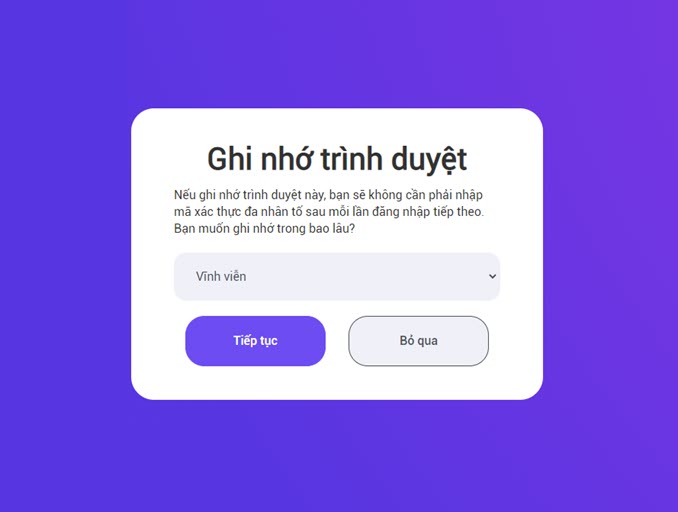 Ghi nhớ trình duyệt
Nếu ghi nhớ trình duyệt này, bạn sẽ không cần phải nhập
mã xác thực đa nhân tố sau mỗi lần đăng nhập tiếp theo.
Bạn muốn ghi nhớ trong bao lâu?
Vĩnh viễn
Tiếp tục
Bỏ qua